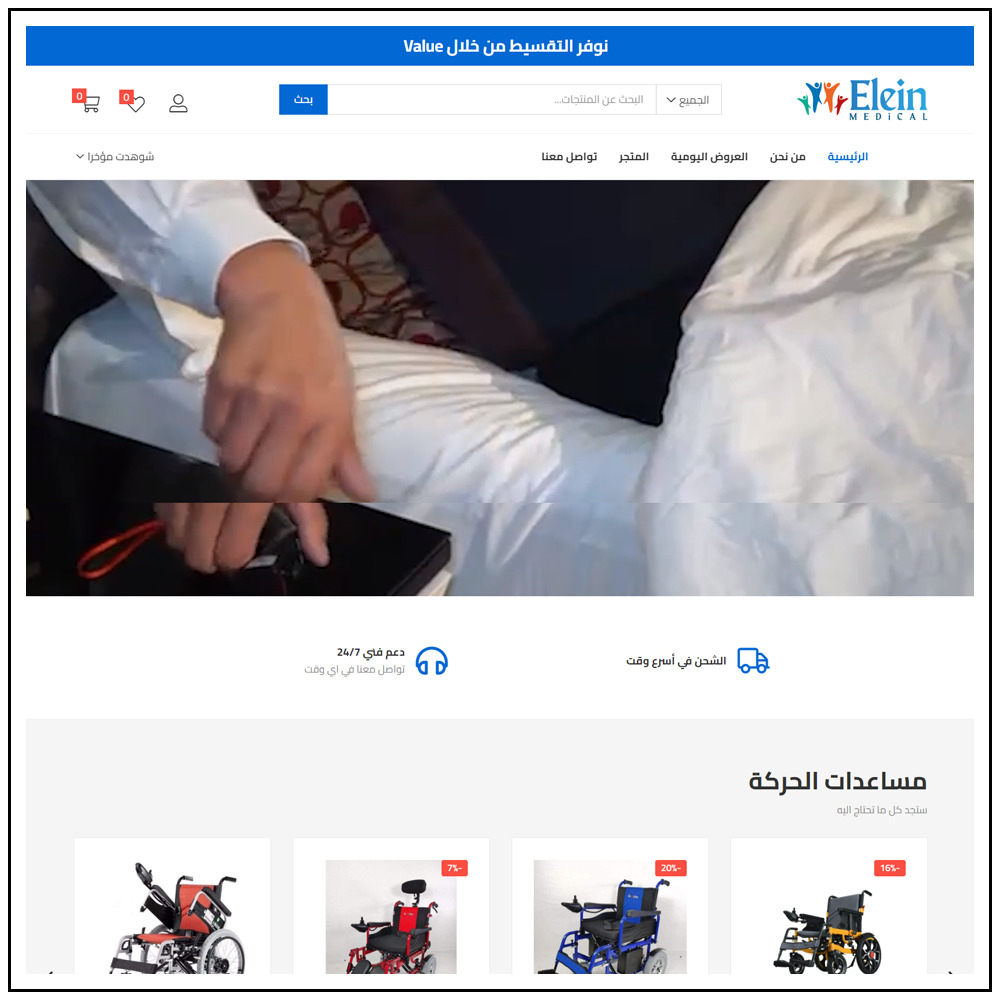 نوفر التقسيط من خلال Value
Elein
MEDICAL
الجميع
البحث عن المنتجات...
بحث
0
0
الرئيسية
من نحن
العروض اليومية
المتجر
تواصل معنا
شوهدت مؤخرا
الشحن في أسرع وقت
دعم فني 24/7
تواصل معنا في اي وقت
مساعدات الحركة
ستجد كل ما تحتاج اليه
-16%
-20%
-7%